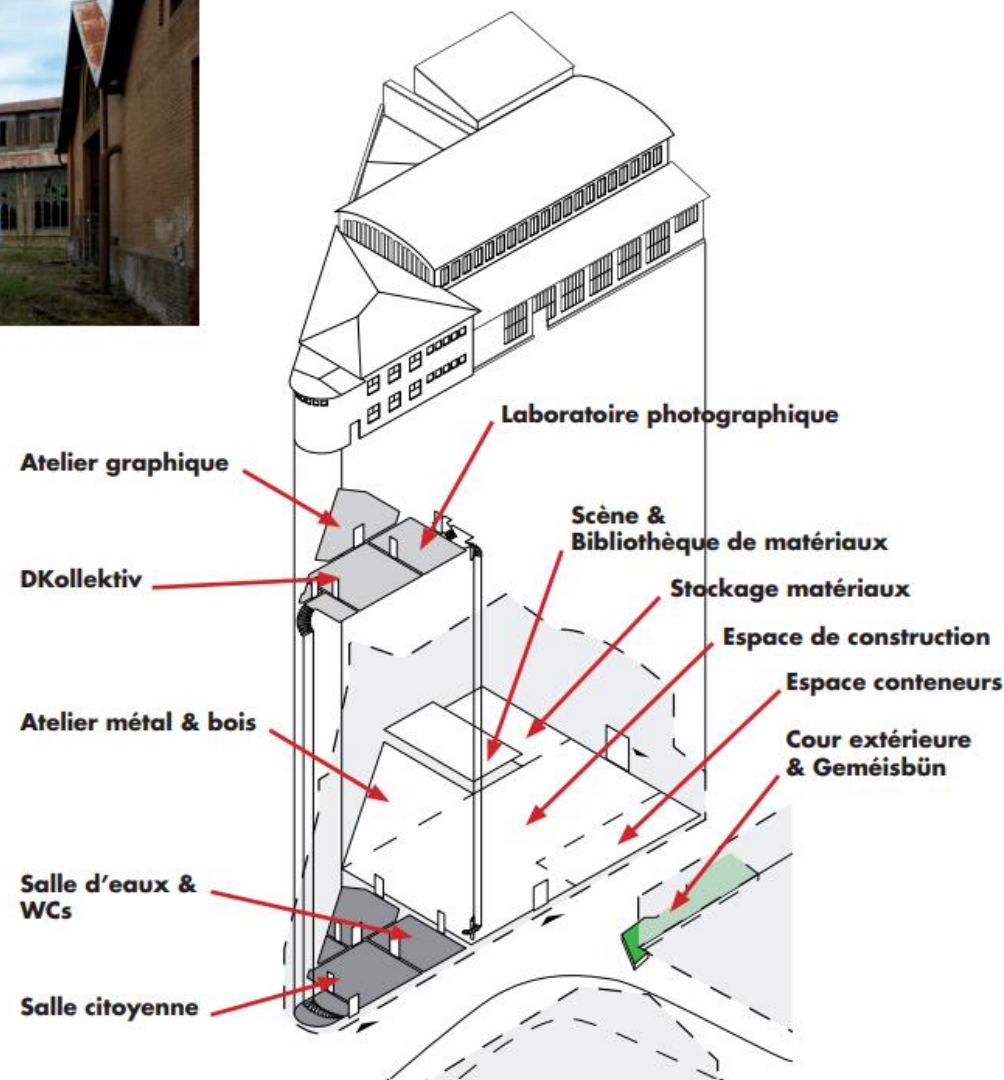 Laboratoire photographique
Atelier graphique
Scène &
Bibliothèque de matériaux
DKollektiv
Stockage matériaux
Espace de construction
Espace conteneurs
Atelier métal & bois
Cour extérieure
& Geméisbün
Salle d'eaux &
WCs
Salle citoyenne